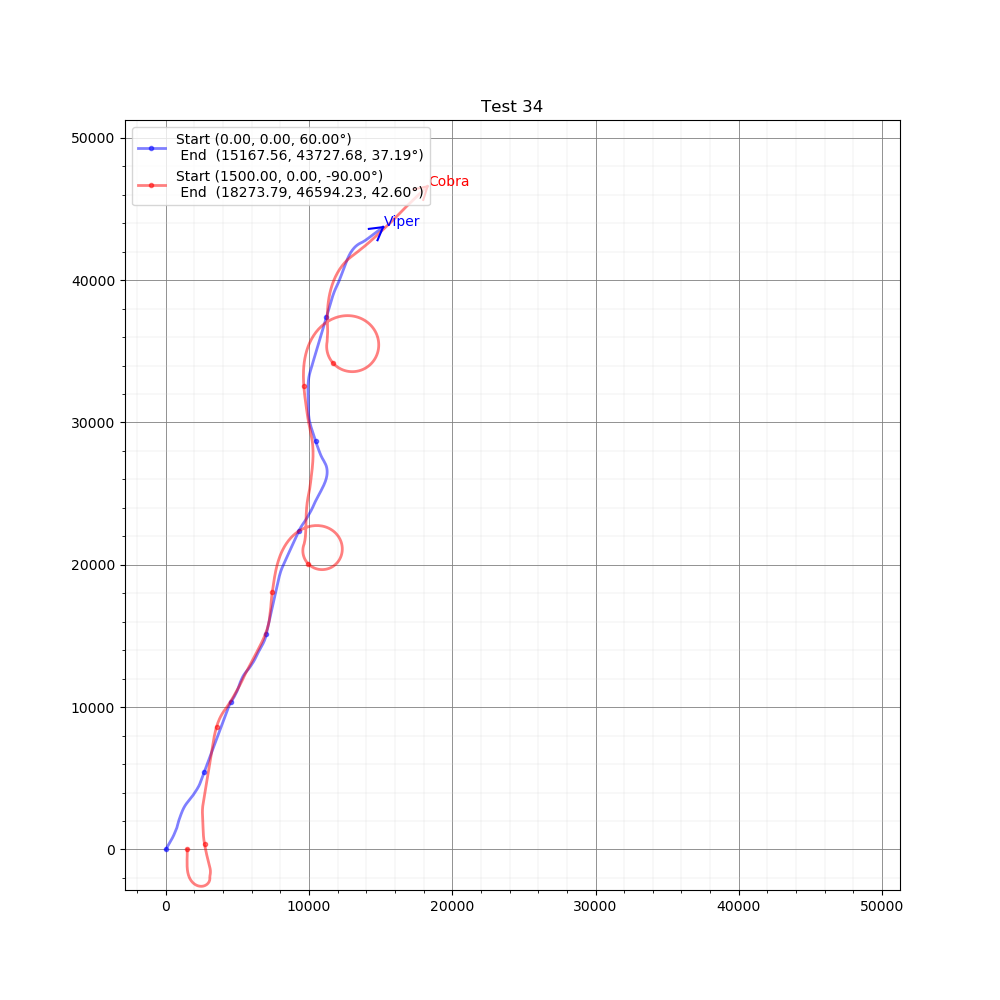 Test 34
50000
40000
30000
20000
10000
0
Start (0.00, 0.00, 60.00°)
End (15167.56, 43727.68, 37.19°)
Start (1500.00, 0.00, -90.00°)
End (18273.79, 46594.23, 42.60°)
Cobra
Viper
0
10000
20000
30000
40000
50000